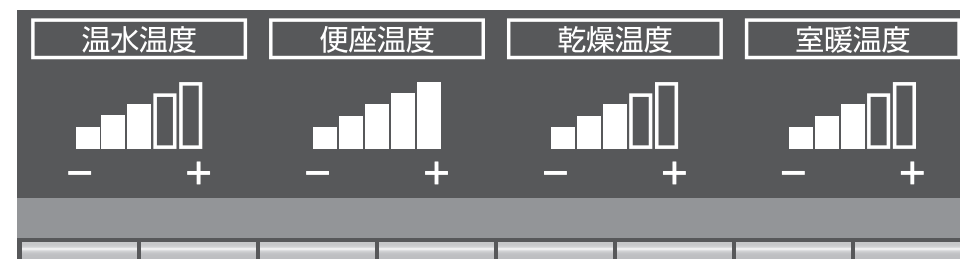 温水温度 便座温度 乾燥温度 室暖温度
− + − + − + − +